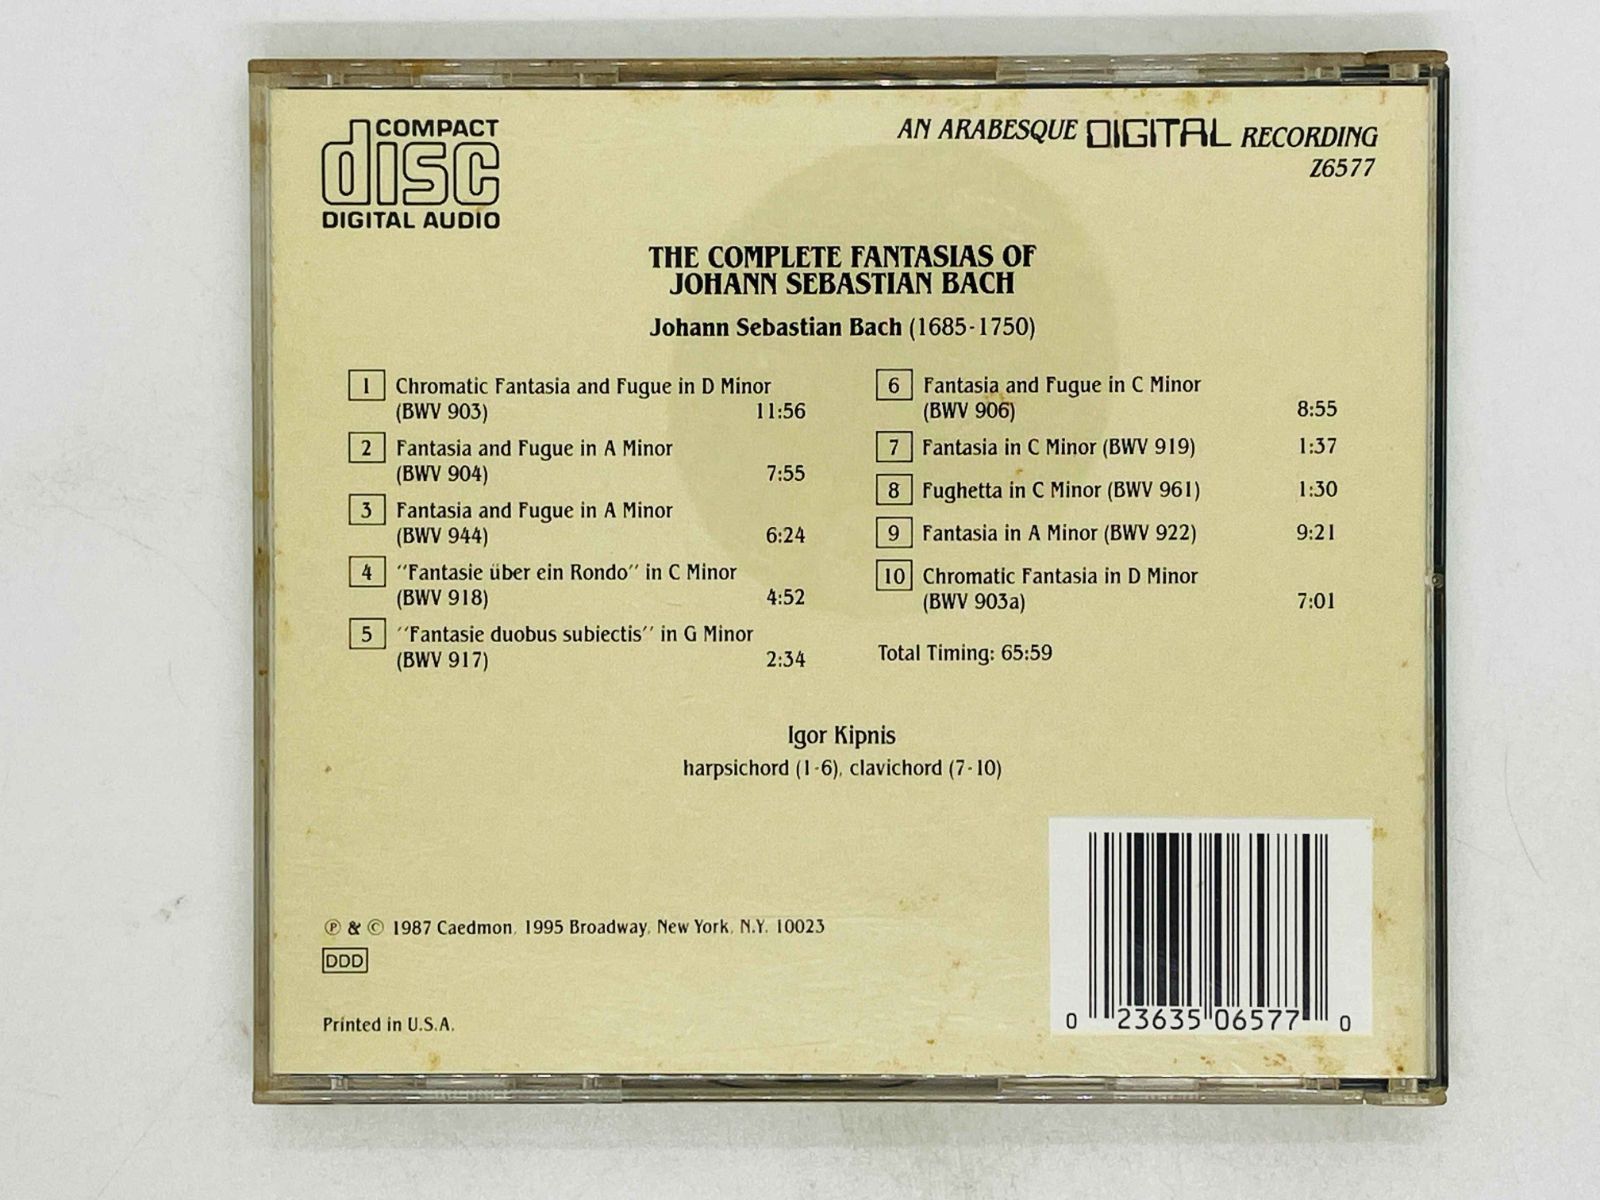 COMPACT
disc
DIGITAL AUDIO
AN ARABESQUE DIGITAL RECORDING
Z6577
THE COMPLETE FANTASIAS OF
JOHANN SEBASTIAN BACH
Johann Sebastian Bach (1685-1750)
1 Chromatic Fantasia and Fugue in D Minor
(BWV 903) 11:56
2 Fantasia and Fugue in A Minor
(BWV 904) 7:55
3 Fantasia and Fugue in A Minor
(BWV 944) 6:24
4 "Fantasie über ein Rondo" in C Minor
(BWV 918) 4:52
5 "Fantasie duobus subiectis" in G Minor
(BWV 917) 2:34
6 Fantasia and Fugue in C Minor
(BWV 906) 8:55
7 Fantasia in C Minor (BWV 919) 1:37
8 Fughetta in C Minor (BWV 961) 1:30
9 Fantasia in A Minor (BWV 922) 9:21
10 Chromatic Fantasia in D Minor
(BWV 903a) 7:01
Total Timing: 65:59
Igor Kipnis
harpsichord (1-6), clavichord (7-10)
℗ & © 1987 Caedmon, 1995 Broadway, New York, N.Y. 10023
DDD
Printed in U.S.A.
0 23635 06577 0